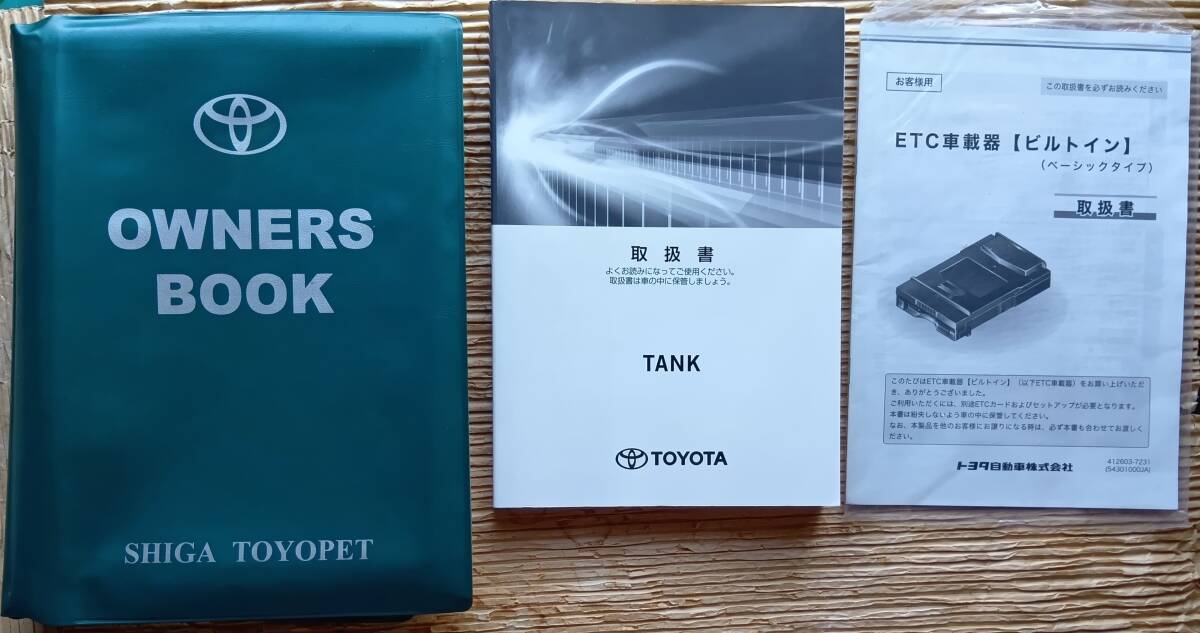 OWNERS
BOOK
SHIGA TOYOPET
取扱書
よくお読みになってご使用ください。
取扱書は車の中に保管しましょう。
TANK
TOYOTA
お客様用
この取扱書を必ずお読みください
ETC車載器【ビルトイン】
(ベーシックタイプ)
取扱書
このたびはETC車載器【ビルトイン】(以下ETC車載器)をお買い上げいただ
き、ありがとうございました。
ご利用いただくには、別途ETCカードおよびセットアップが必要となります。
本書は紛失しないよう車の中に保管してください。
なお、本製品を他のお客様にお譲りになる時は、必ず本書も合わせてお渡しく
ださい。
トヨタ自動車株式会社
412603-7231
(54301000JA)